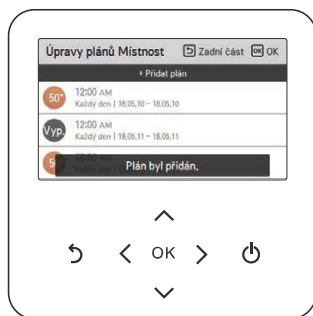 Úpravy plánů Místnost Zadní část OK OK
+ Přidat plán
50° 12:00 AM
Každý den | 18.05.10 - 18.05.10
Vyp. 12:00 AM
Každý den | 18.05.11 - 18.05.11
Plán byl přidán.
OK